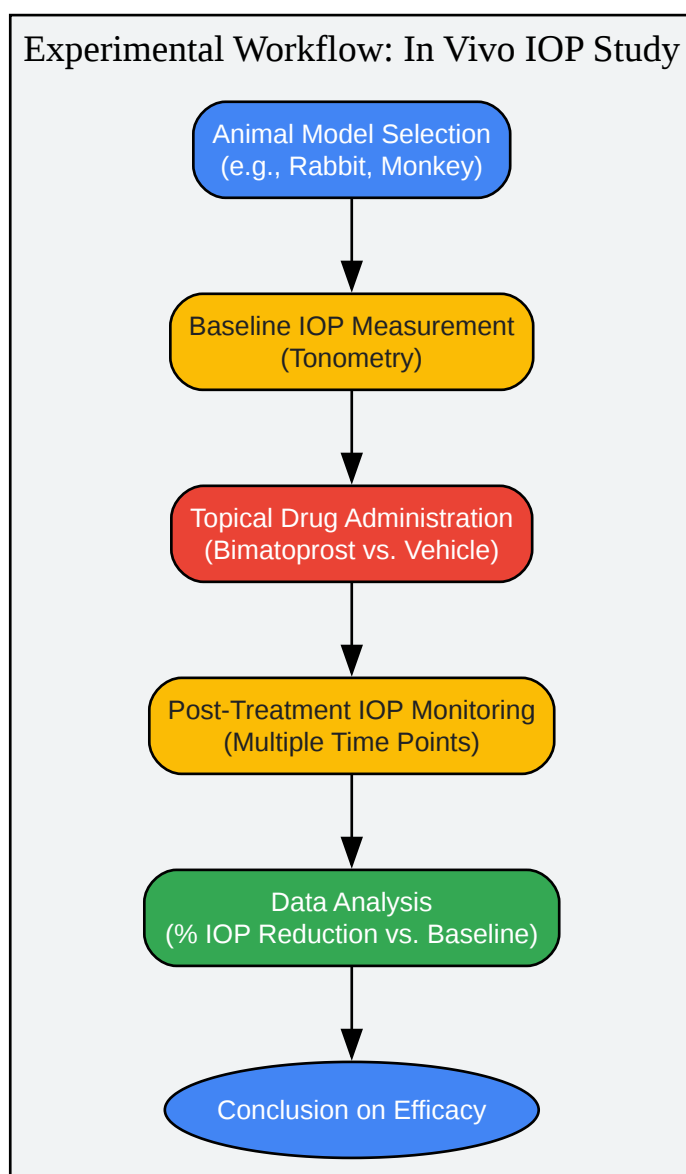 Experimental Workflow: In Vivo IOP Study
Animal Model Selection
(e.g., Rabbit, Monkey)
Baseline IOP Measurement
(Tonometry)
Topical Drug Administration
(Bimatoprost vs. Vehicle)
Post-Treatment IOP Monitoring
(Multiple Time Points)
Data Analysis
(% IOP Reduction vs. Baseline)
Conclusion on Efficacy